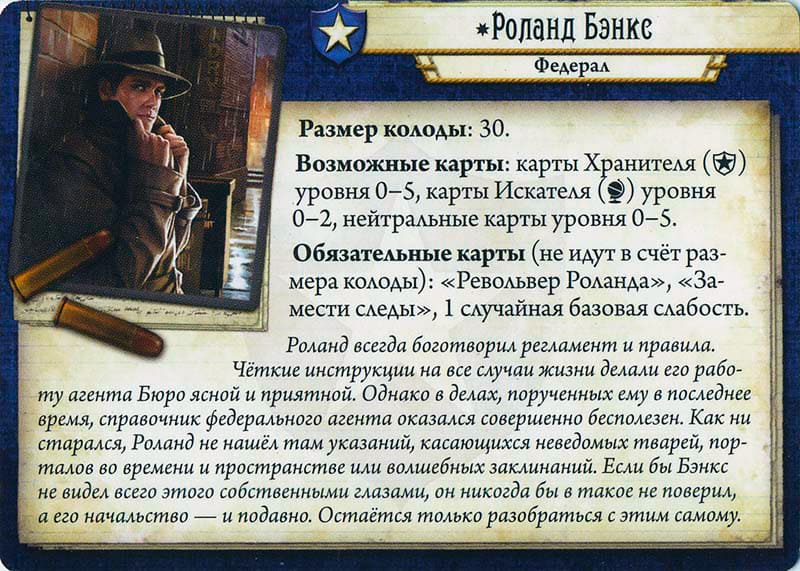 ✷Роланд Бэнкс
Федерал
Размер колоды: 30.
Возможные карты: карты Хранителя ()
уровня 0–5, карты Искателя () уровня
0–2, нейтральные карты уровня 0–5.
Обязательные карты (не идут в счёт раз-
мера колоды): «Револьвер Роланда», «За-
мести следы», 1 случайная базовая слабость.
Роланд всегда боготворил регламент и правила.
Чёткие инструкции на все случаи жизни делали его рабо-
ту агента Бюро ясной и приятной. Однако в делах, порученных ему в последнее
время, справочник федерального агента оказался совершенно бесполезен. Как ни
старался, Роланд не нашёл там указаний, касающихся неведомых тварей, пор-
талов во времени и пространстве или волшебных заклинаний. Если бы Бэнкс
не видел всего этого собственными глазами, он никогда бы в такое не поверил,
а его начальство — и подавно. Остаётся только разобраться с этим самому.